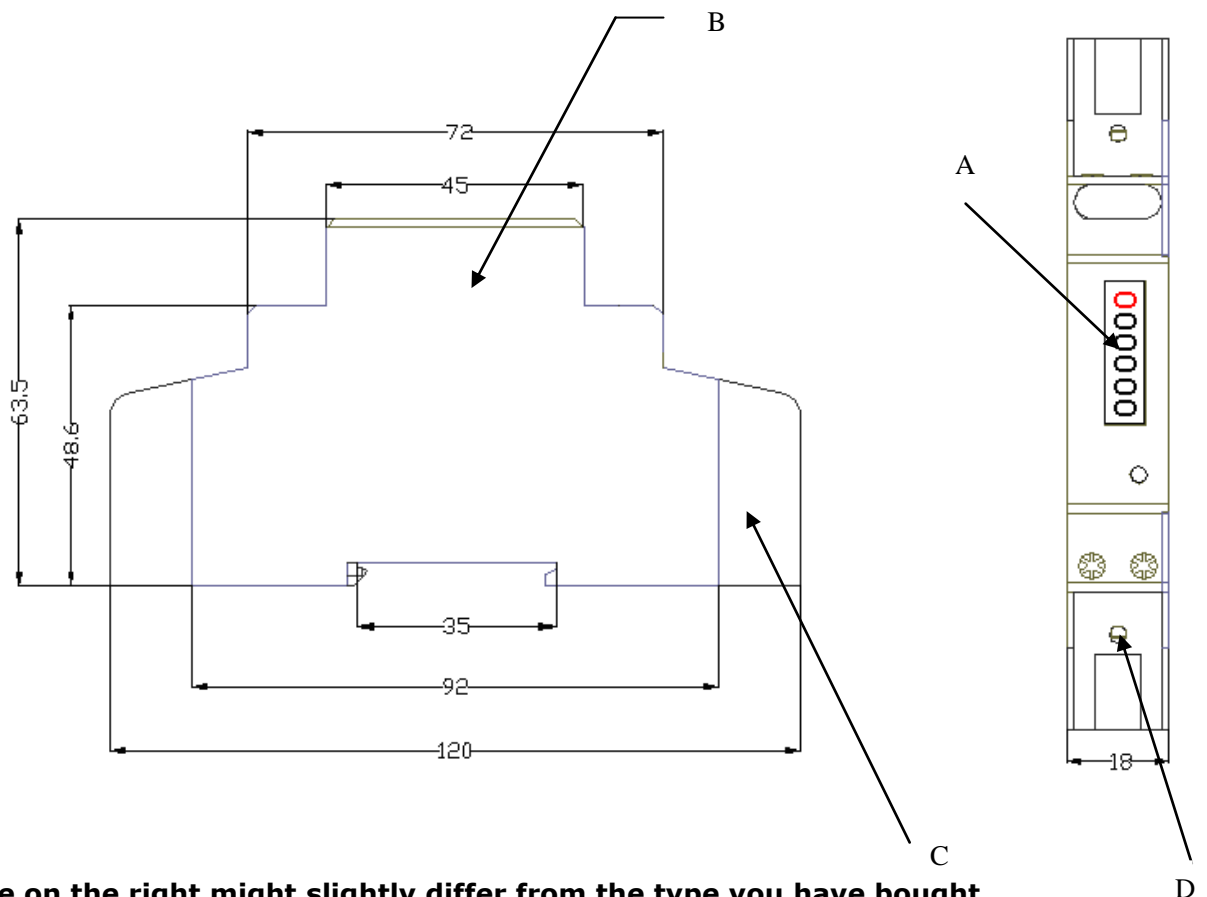 B
72
A
45
63.5
48.6
000000
35
92
120
18
C
e on the right might slightly differ from the type you have bought
D